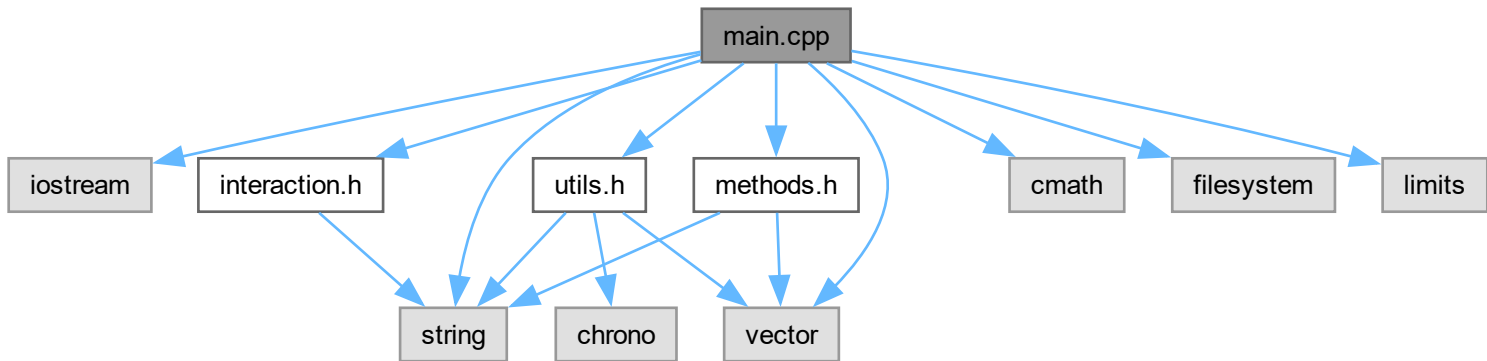 main.cpp
iostream
interaction.h
utils.h
methods.h
cmath
filesystem
limits
string
chrono
vector